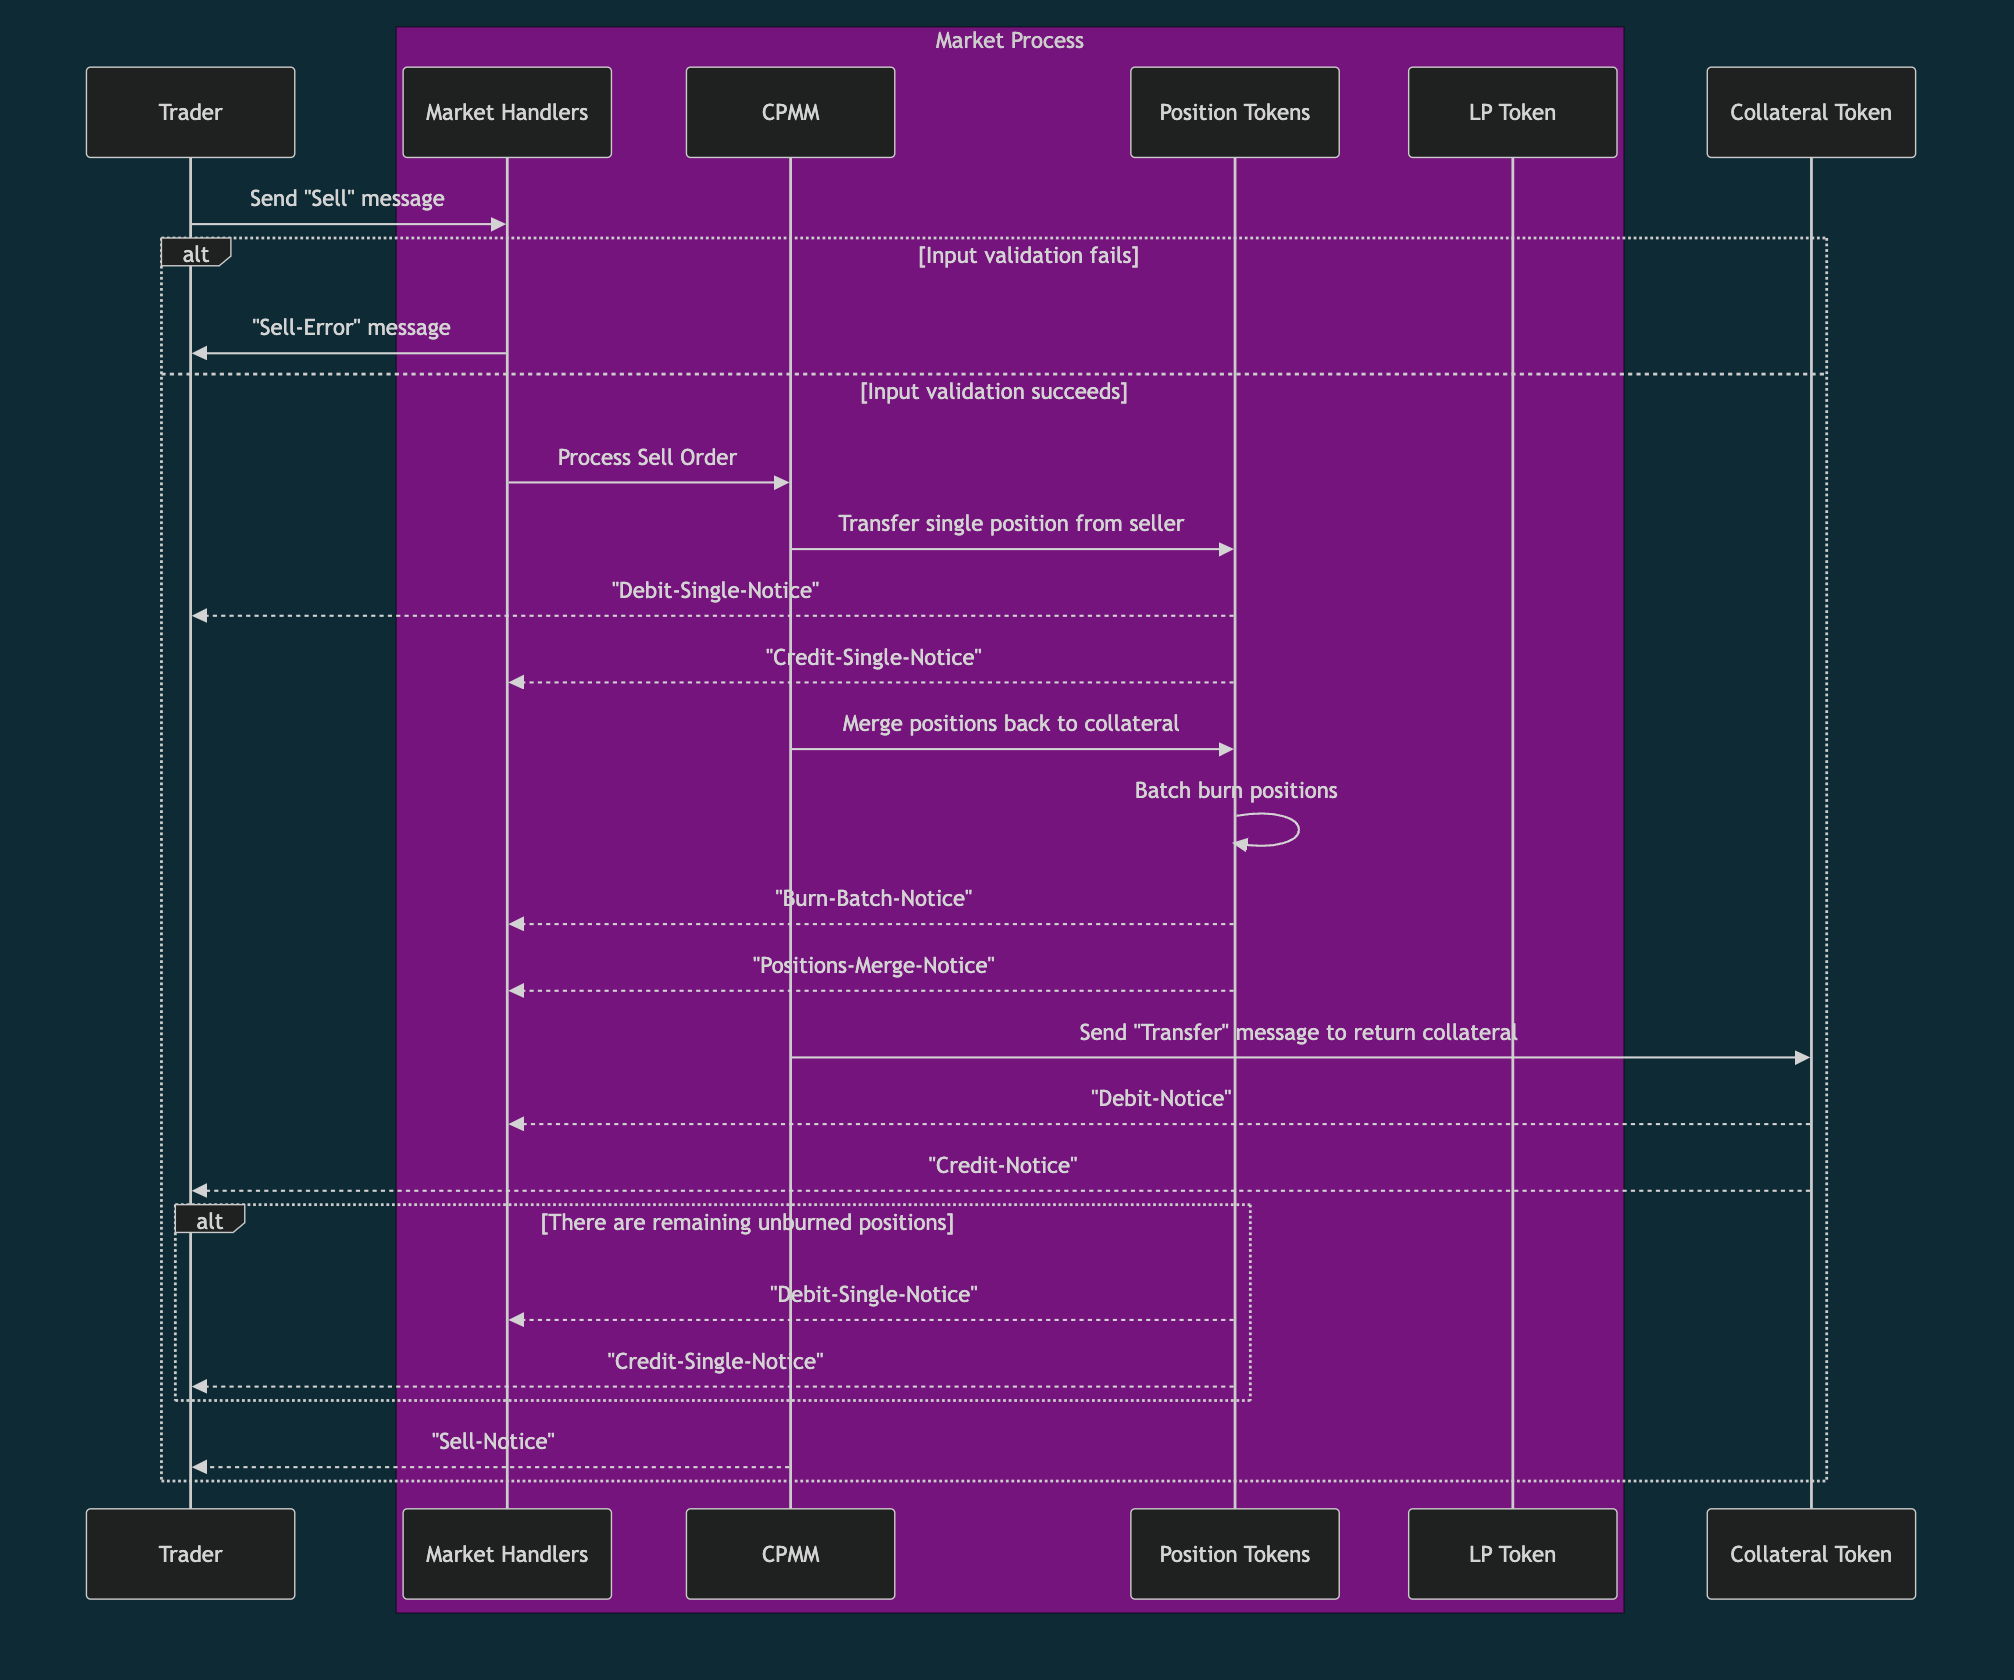 Market Process
Trader
Market Handlers
CPMM
Position Tokens
LP Token
Collateral Token
Send "Sell" message
alt
[Input validation fails]
"Sell-Error" message
[Input validation succeeds]
Process Sell Order
Transfer single position from seller
"Debit-Single-Notice"
"Credit-Single-Notice"
Merge positions back to collateral
Batch burn positions
"Burn-Batch-Notice"
"Positions-Merge-Notice"
Send "Transfer" message to return collateral
"Debit-Notice"
"Credit-Notice"
alt
[There are remaining unburned positions]
"Debit-Single-Notice"
"Credit-Single-Notice"
"Sell-Notice"
Trader
Market Handlers
CPMM
Position Tokens
LP Token
Collateral Token